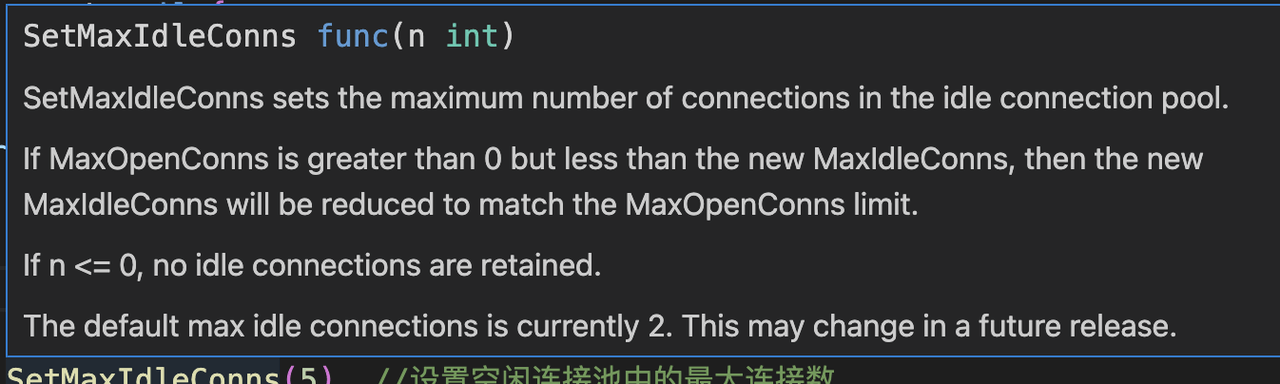 SetMaxIdleConns func(n int)
SetMaxIdleConns sets the maximum number of connections in the idle connection pool.
If MaxOpenConns is greater than 0 but less than the new MaxIdleConns, then the new
MaxIdleConns will be reduced to match the MaxOpenConns limit.
If n <= 0, no idle connections are retained.
The default max idle connections is currently 2. This may change in a future release.
SetMaxIdleConns(5) //设置空闲连接池中的最大连接数